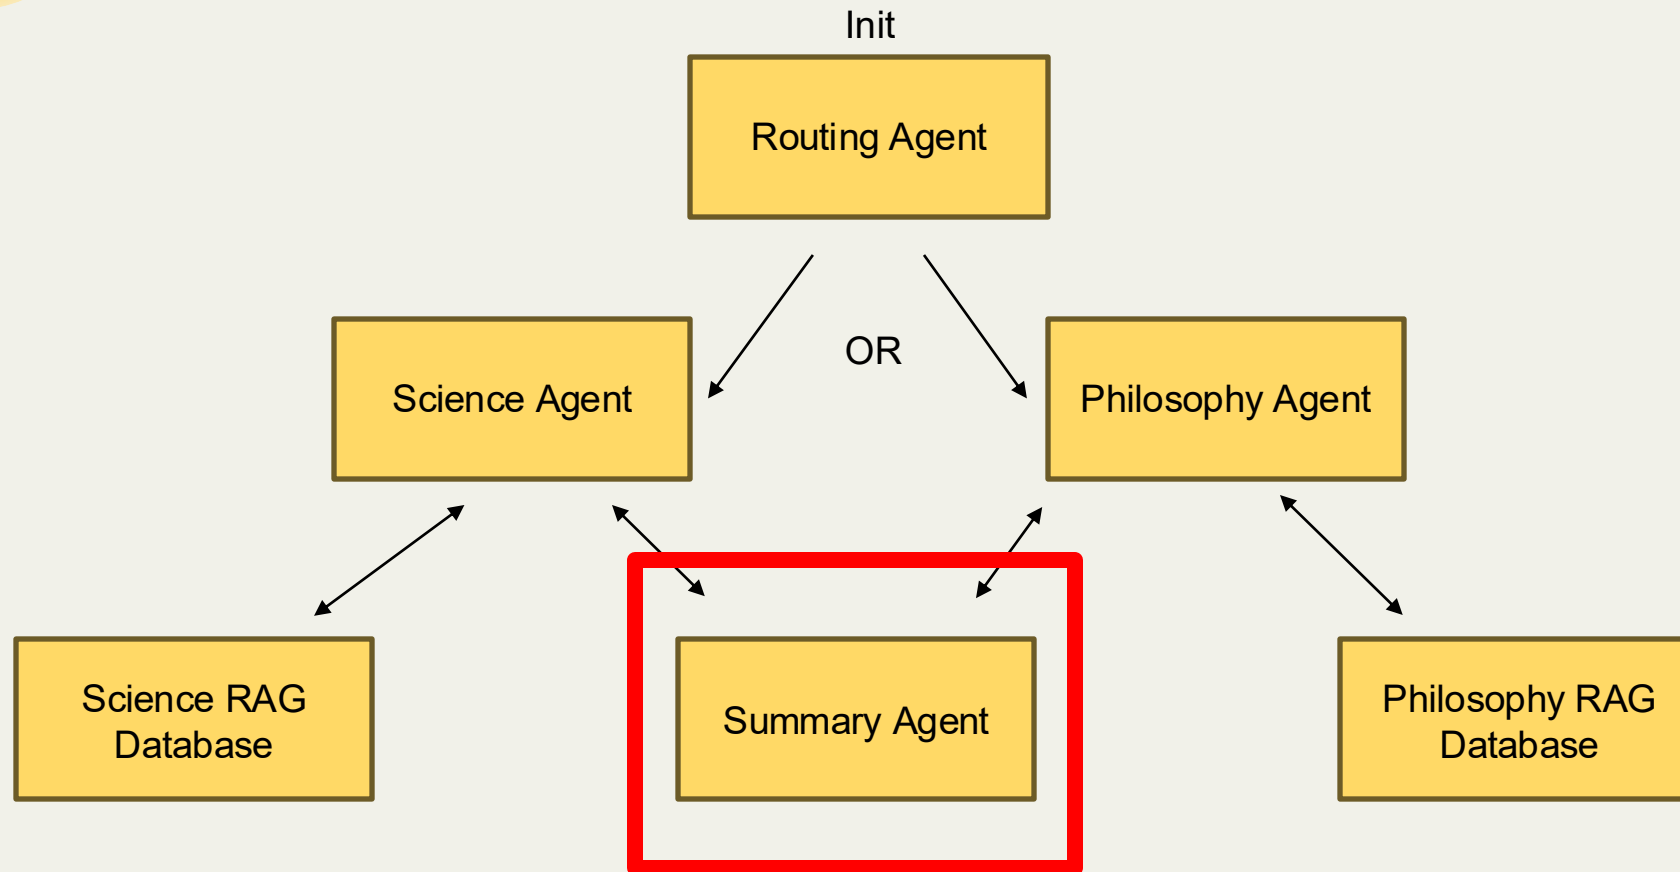 Init
Routing Agent
OR
Science Agent
Philosophy Agent
Science RAG
Database
Summary Agent
Philosophy RAG
Database